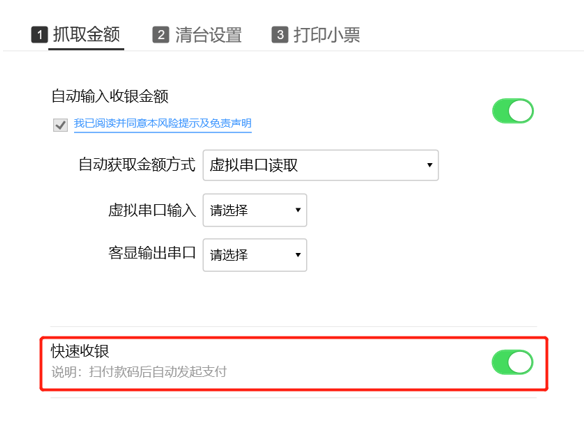 1 抓取金额 2 清台设置 3 打印小票
自动输入收银金额
我已阅读并同意本风险提示及免责声明
自动获取金额方式 虚拟串口读取
虚拟串口输入 请选择
客显输出串口 请选择
快速收银
说明：扫付款码后自动发起支付